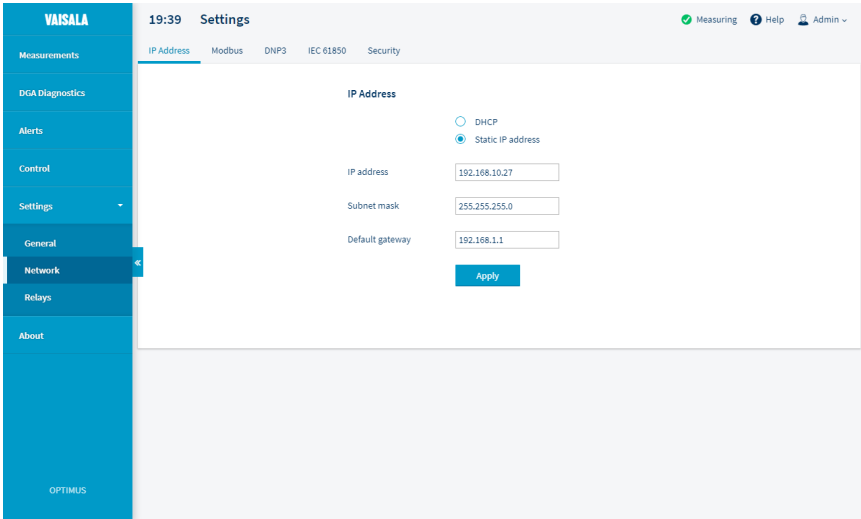 VAISALA
19:39 Settings
Measuring
Help
Admin
IP Address Modbus DNP3 IEC 61850 Security
Measurements
DGA Diagnostics
Alerts
Control
Settings
General
Network
Relays
About
OPTIMUS
IP Address
DHCP
Static IP address
IP address 192.168.10.27
Subnet mask 255.255.255.0
Default gateway 192.168.1.1
Apply